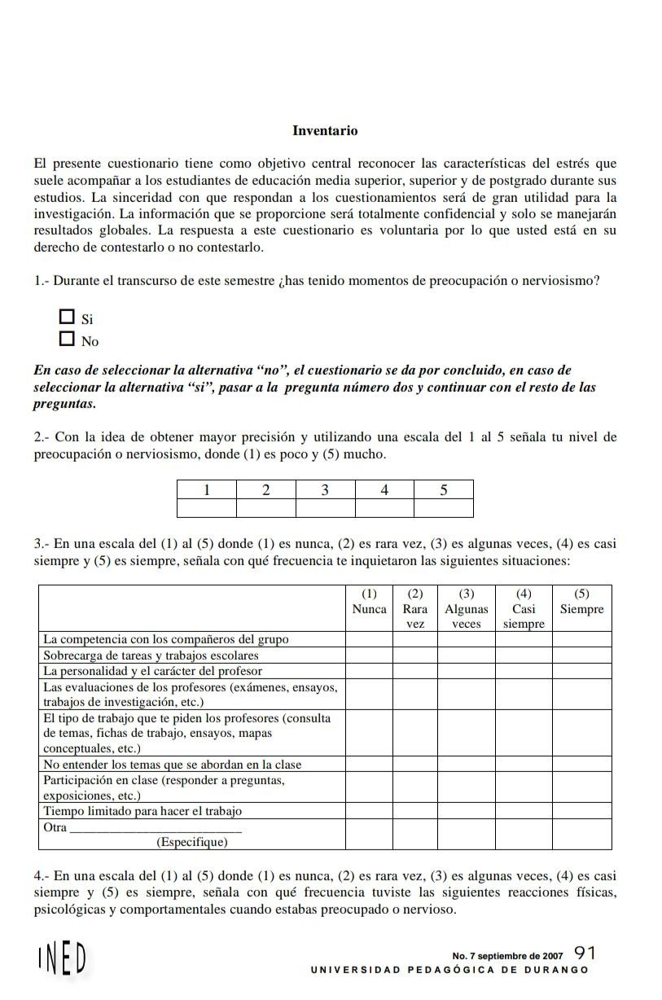 Inventario
El presente cuestionario tiene como objetivo central reconocer las características del estrés que
suele acompañar a los estudiantes de educación media superior, superior y de postgrado durante sus
estudios. La sinceridad con que respondan a los cuestionamientos será de gran utilidad para la
investigación. La información que se proporcione será totalmente confidencial y solo se manejarán
resultados globales. La respuesta a este cuestionario es voluntaria por lo que usted está en su
derecho de contestarlo o no contestarlo.
1.- Durante el transcurso de este semestre ¿has tenido momentos de preocupación o nerviosismo?
Si
No
En caso de seleccionar la alternativa “no”, el cuestionario se da por concluido, en caso de
seleccionar la alternativa “si”, pasar a la pregunta número dos y continuar con el resto de las
preguntas.
2.- Con la idea de obtener mayor precisión y utilizando una escala del 1 al 5 señala tu nivel de
preocupación o nerviosismo, donde (1) es poco y (5) mucho.
1 2 3 4 5
3.- En una escala del (1) al (5) donde (1) es nunca, (2) es rara vez, (3) es algunas veces, (4) es casi
siempre y (5) es siempre, señala con qué frecuencia te inquietaron las siguientes situaciones:
(1) (2) (3) (4) (5)
Nunca Rara Algunas Casi Siempre
vez veces siempre
La competencia con los compañeros del grupo
Sobrecarga de tareas y trabajos escolares
La personalidad y el carácter del profesor
Las evaluaciones de los profesores (exámenes, ensayos,
trabajos de investigación, etc.)
El tipo de trabajo que te piden los profesores (consulta
de temas, fichas de trabajo, ensayos, mapas
conceptuales, etc.)
No entender los temas que se abordan en la clase
Participación en clase (responder a preguntas,
exposiciones, etc.)
Tiempo limitado para hacer el trabajo
Otra __________________________
(Especifique)
4.- En una escala del (1) al (5) donde (1) es nunca, (2) es rara vez, (3) es algunas veces, (4) es casi
siempre y (5) es siempre, señala con qué frecuencia tuviste las siguientes reacciones físicas,
psicológicas y comportamentales cuando estabas preocupado o nervioso.
INED
No. 7 septiembre de 2007 91
UNIVERSIDAD PEDAGÓGICA DE DURANGO